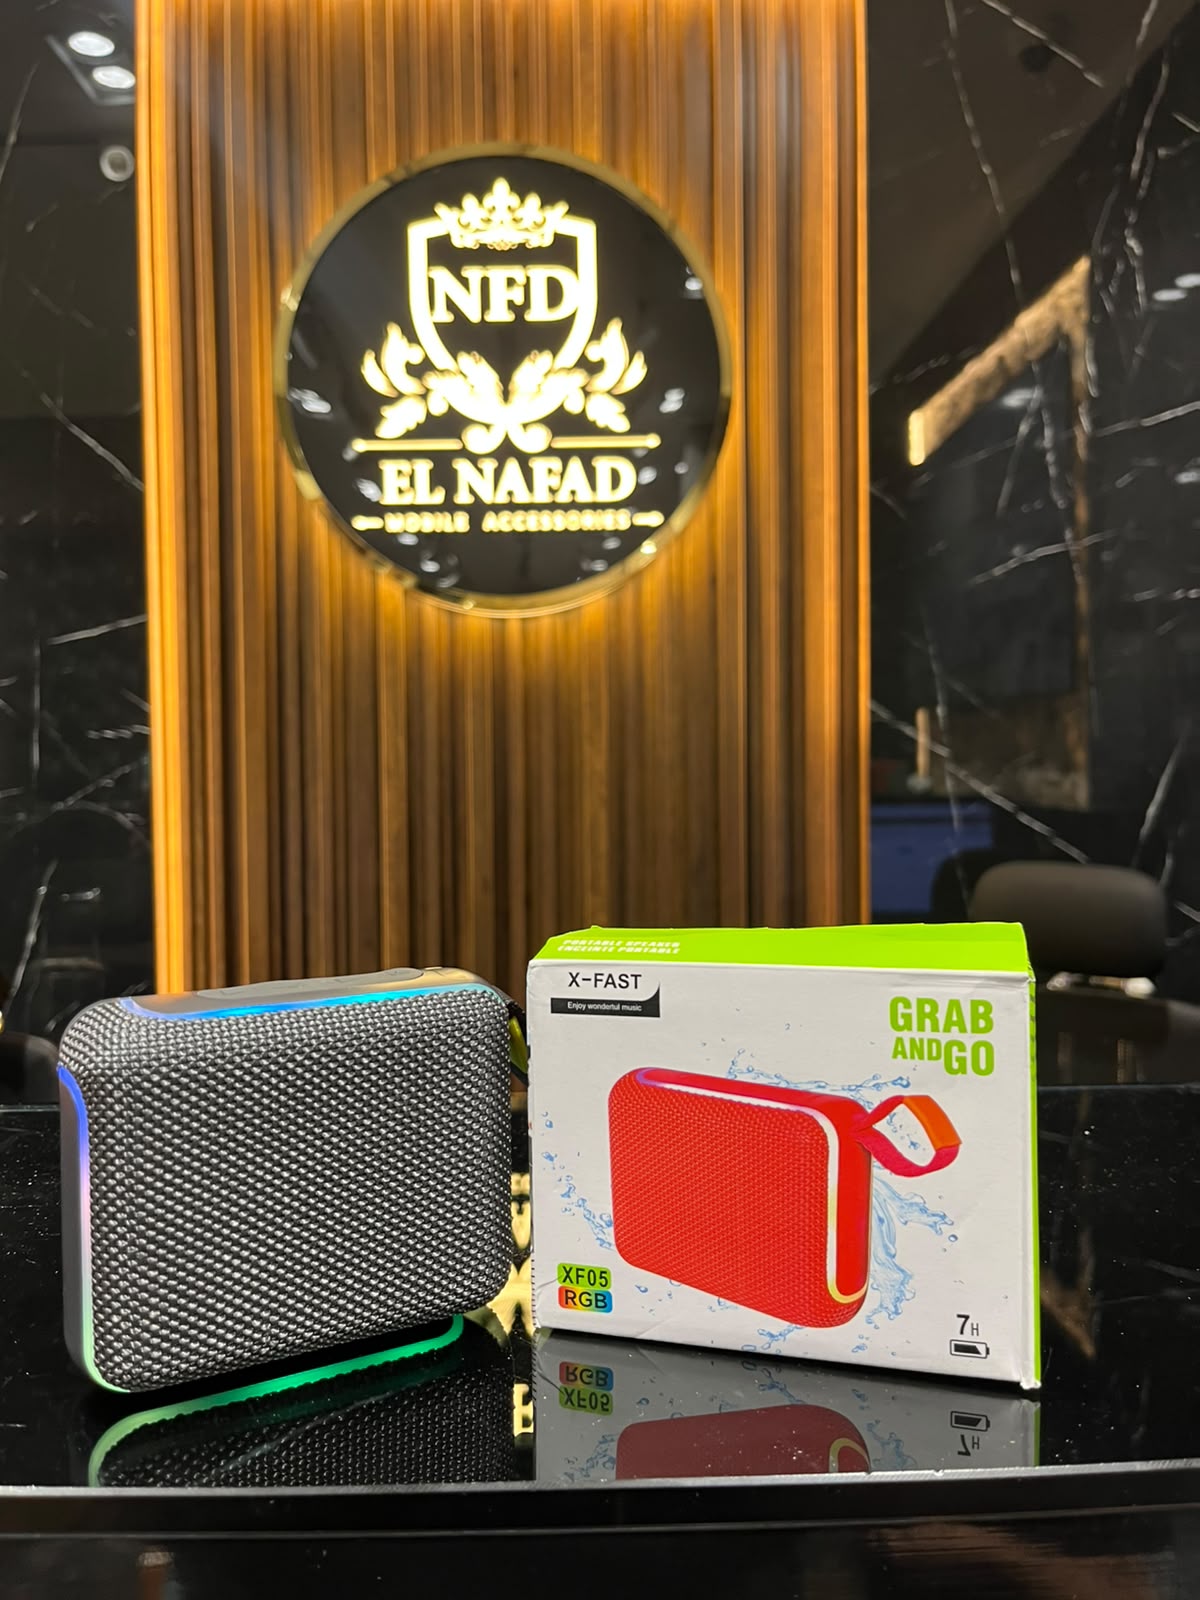 NFD
EL NAFAD
MOBILE ACCESSORIES
PORTABLE SPEAKER
ENCEINTE PORTABLE
X-FAST
Enjoy wonderful music
GRAB
AND GO
XF05
RGB
7H